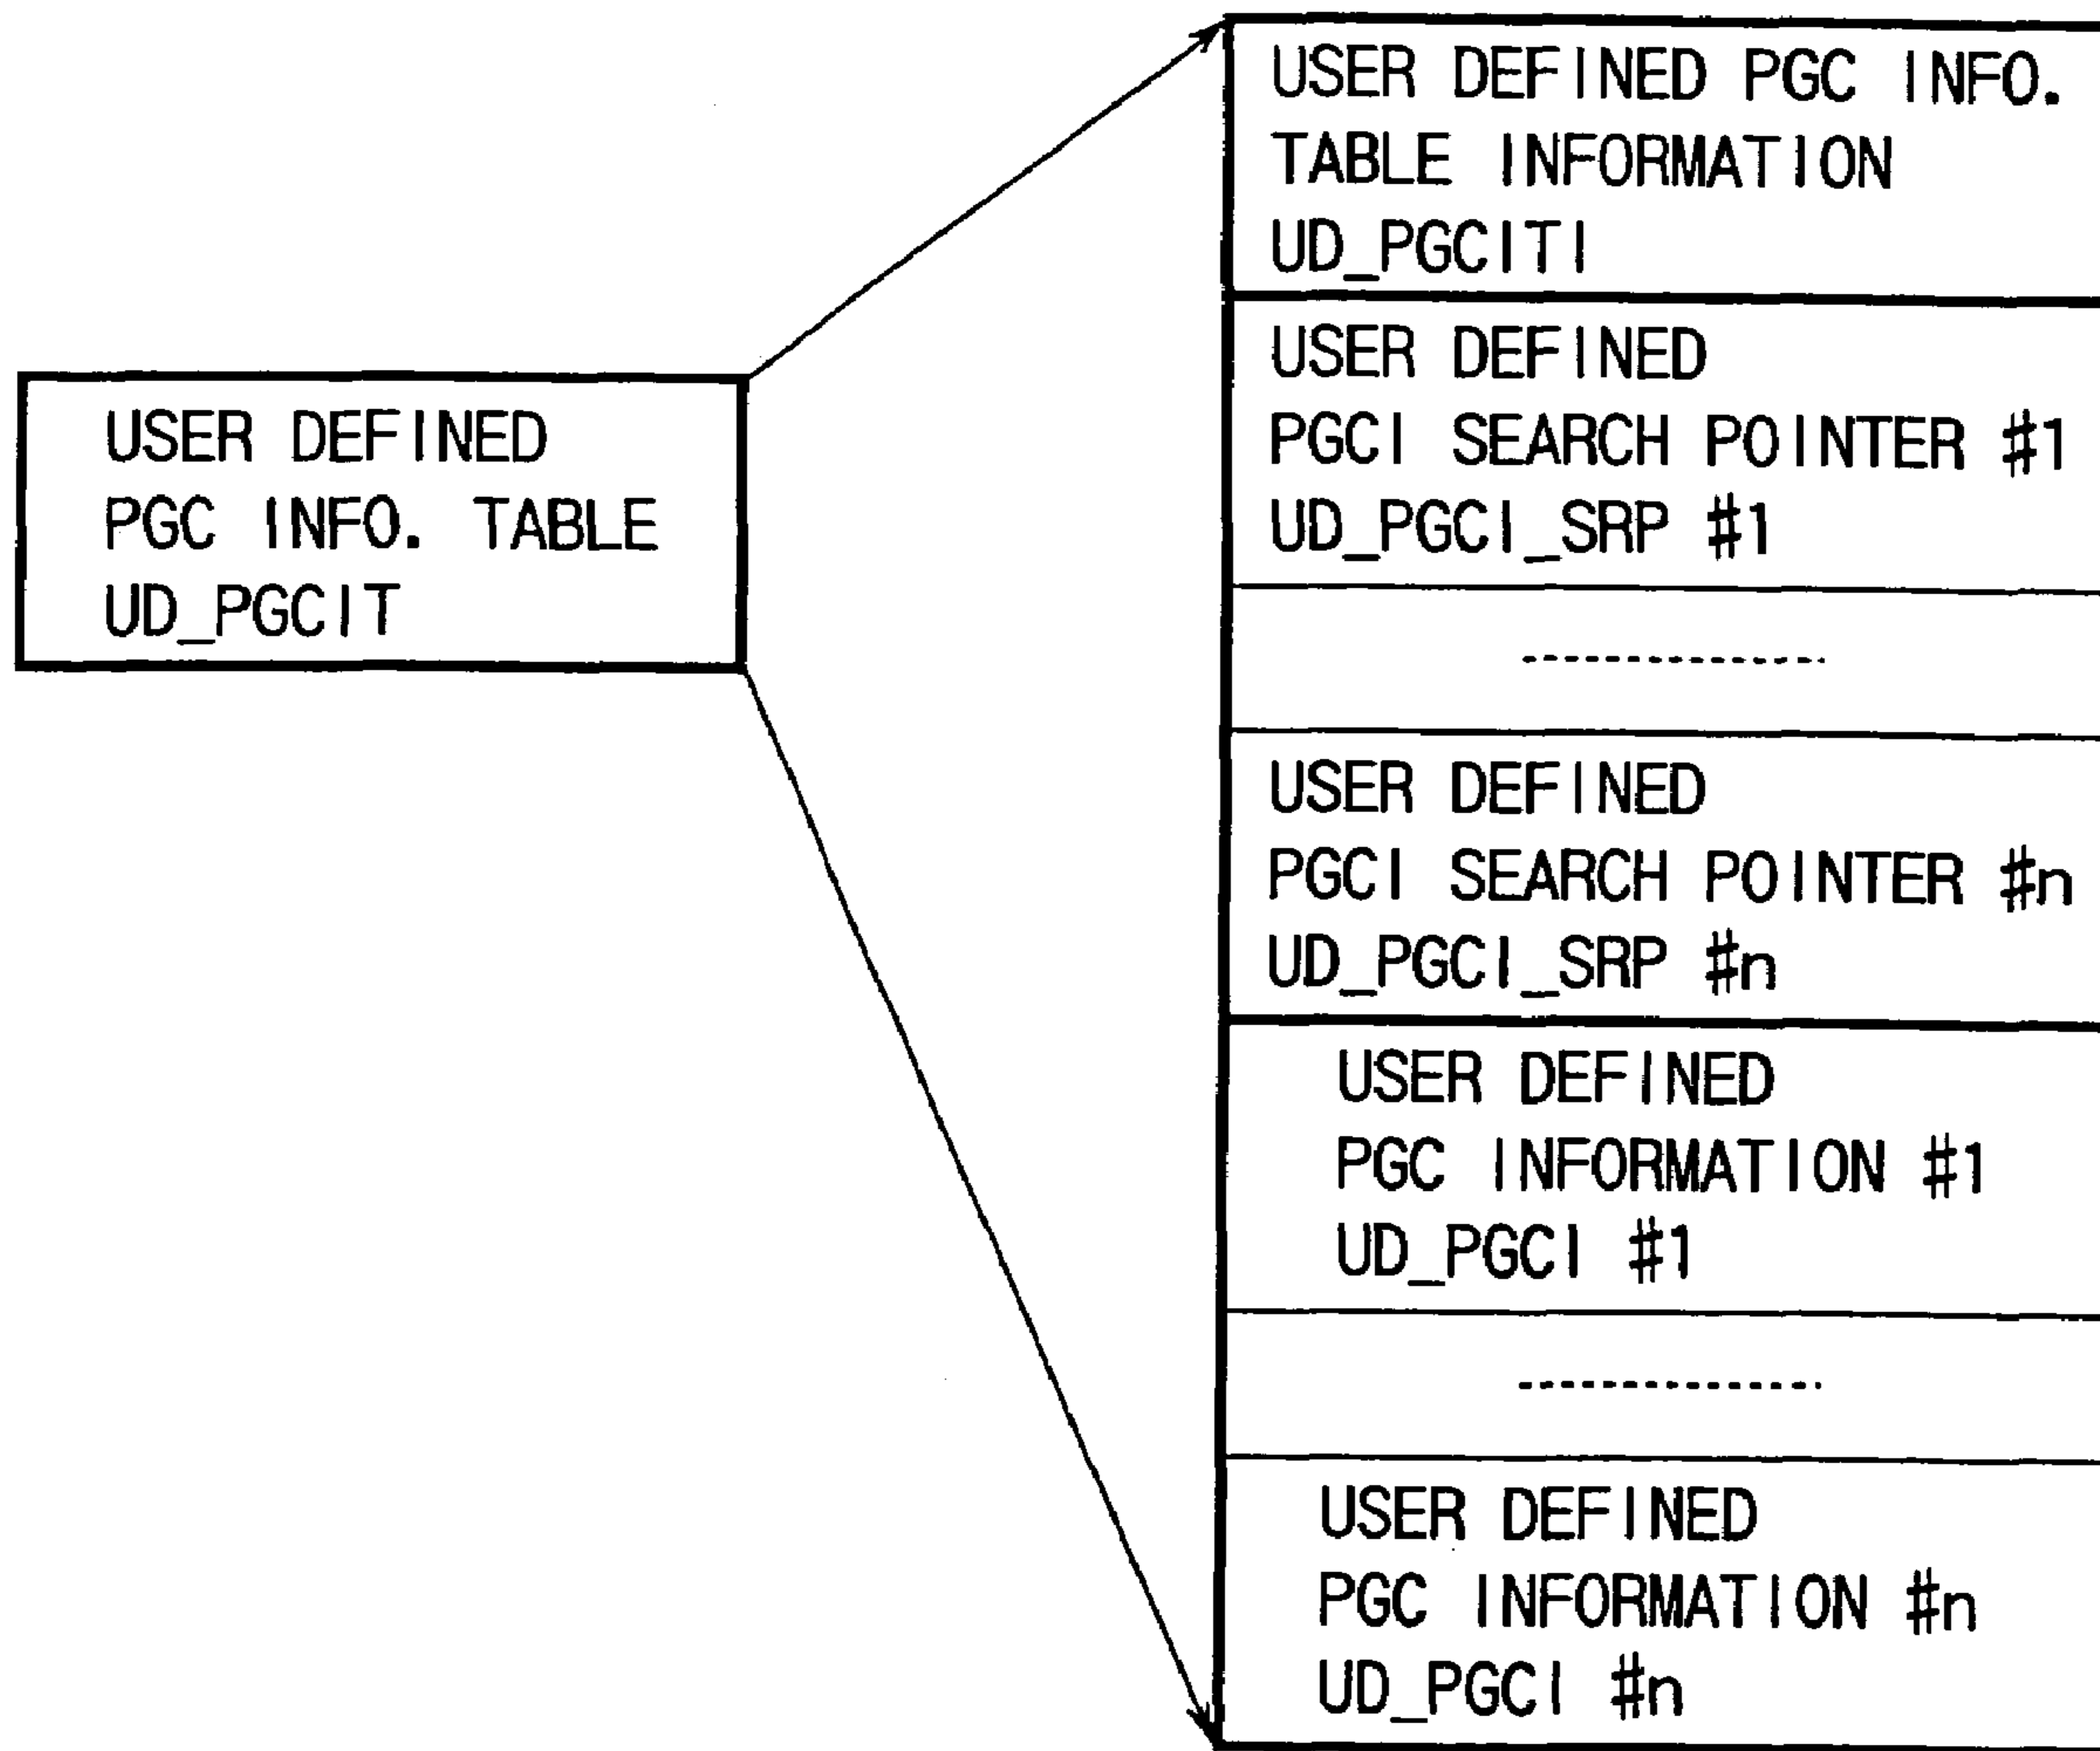 USER DEFINED
PGC INFO. TABLE
UD_PGCIT
USER DEFINED PGC INFO.
TABLE INFORMATION
UD_PGCITI
USER DEFINED
PGCI SEARCH POINTER #1
UD_PGCI_SRP #1
USER DEFINED
PGCI SEARCH POINTER #n
UD_PGCI_SRP #n
USER DEFINED
PGC INFORMATION #1
UD_PGCI #1
USER DEFINED
PGC INFORMATION #n
UD_PGCI #n